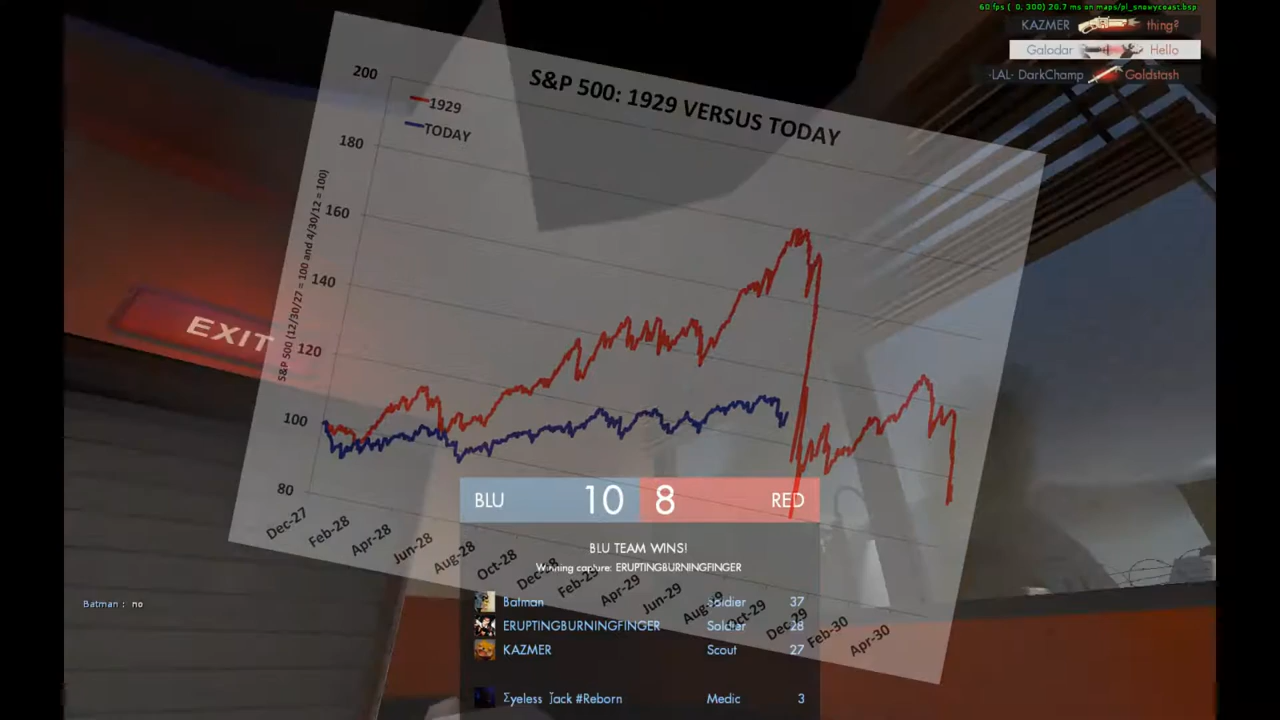 60 fps ( 0, 300) 20.7 ms on maps/pl_snowycoast.bsp
KAZMER thing?
Galodar Hello
-LAL- DarkChamp Goldstash
S&P 500: 1929 VERSUS TODAY
1929
TODAY
S&P 500 (12/30/27 = 100 and 4/30/12 = 100)
200
180
160
140
120
100
80
Dec-27 Feb-28 Apr-28 Jun-28 Aug-28 Oct-28 Dec-28 Feb-29 Apr-29 Jun-29 Aug-29 Oct-29 Dec-29 Feb-30 Apr-30
EXIT
BLU 10 8 RED
BLU TEAM WINS!
Winning capture: ERUPTINGBURNINGFINGER
Batman : no
Batman Soldier 37
ERUPTINGBURNINGFINGER Soldier 28
KAZMER Scout 27
Σyeless Jack #Reborn Medic 3